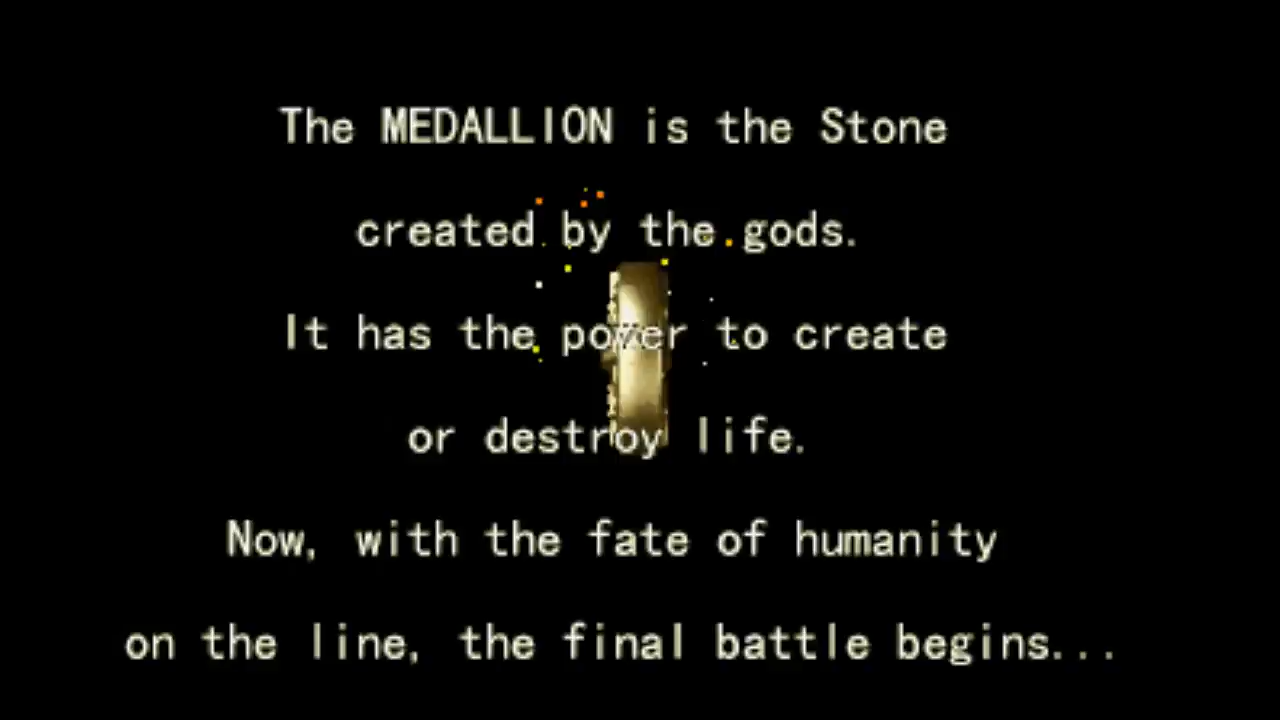 The MEDALLION is the Stone
created by the gods.
It has the power to create
or destroy life.
Now, with the fate of humanity
on the line, the final battle begins...